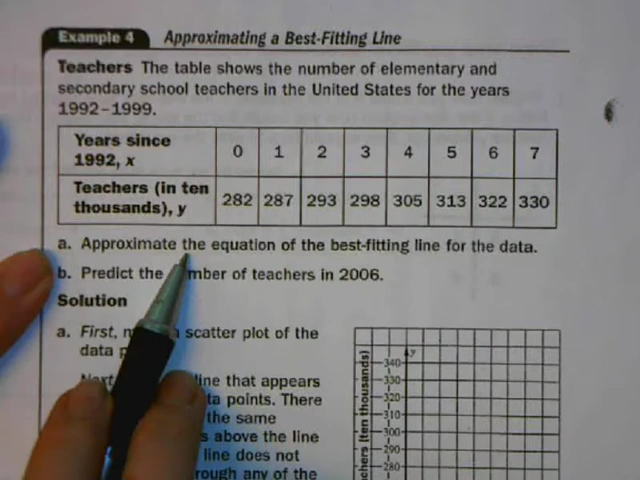 Example 4 Approximating a Best-Fitting Line
Teachers The table shows the number of elementary and
secondary school teachers in the United States for the years
1992–1999.
Years since
1992, x 0 1 2 3 4 5 6 7
Teachers (in ten
thousands), y 282 287 293 298 305 313 322 330
a. Approximate the equation of the best-fitting line for the data.
b. Predict the mber of teachers in 2006.
Solution
a. First, a scatter plot of the
data
Next line that appears
ta points. There
the same
s above the line
line does not
rough any of the
y
340
330
320
310
300
290
280
chers (ten thousands)